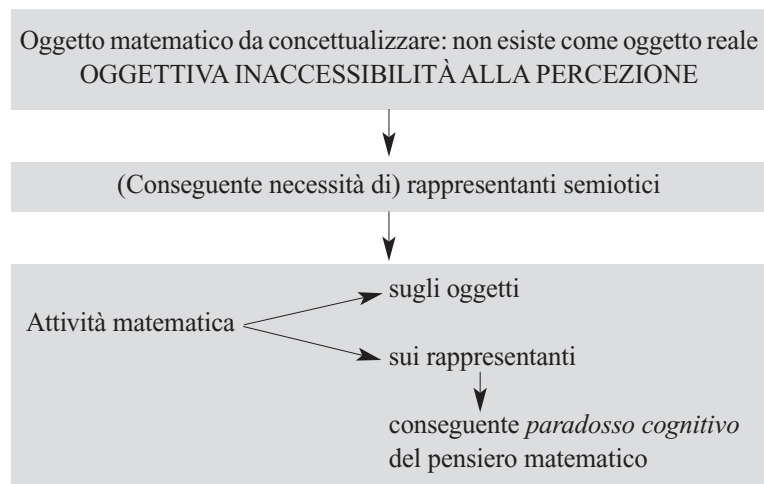 Oggetto matematico da concettualizzare: non esiste come oggetto reale
OGGETTIVA INACCESSIBILITÀ ALLA PERCEZIONE
(Conseguente necessità di) rappresentanti semiotici
sugli oggetti
Attività matematica
sui rappresentanti
conseguente paradosso cognitivo
del pensiero matematico